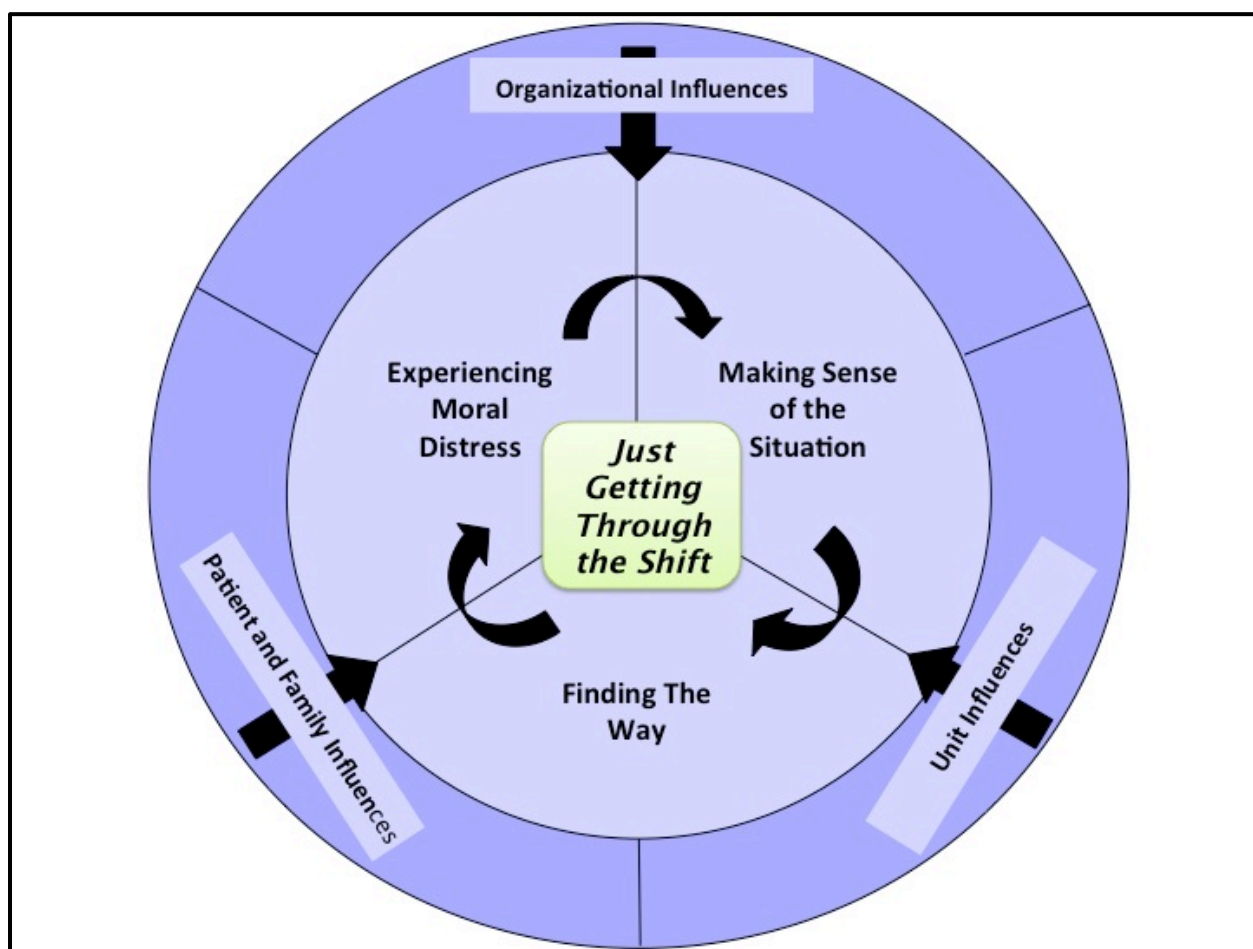 Organizational Influences
Experiencing
Moral
Distress
Making Sense
of the
Situation
Just
Getting
Through
the Shift
Patient and Family Influences
Finding The
Way
Unit Influences